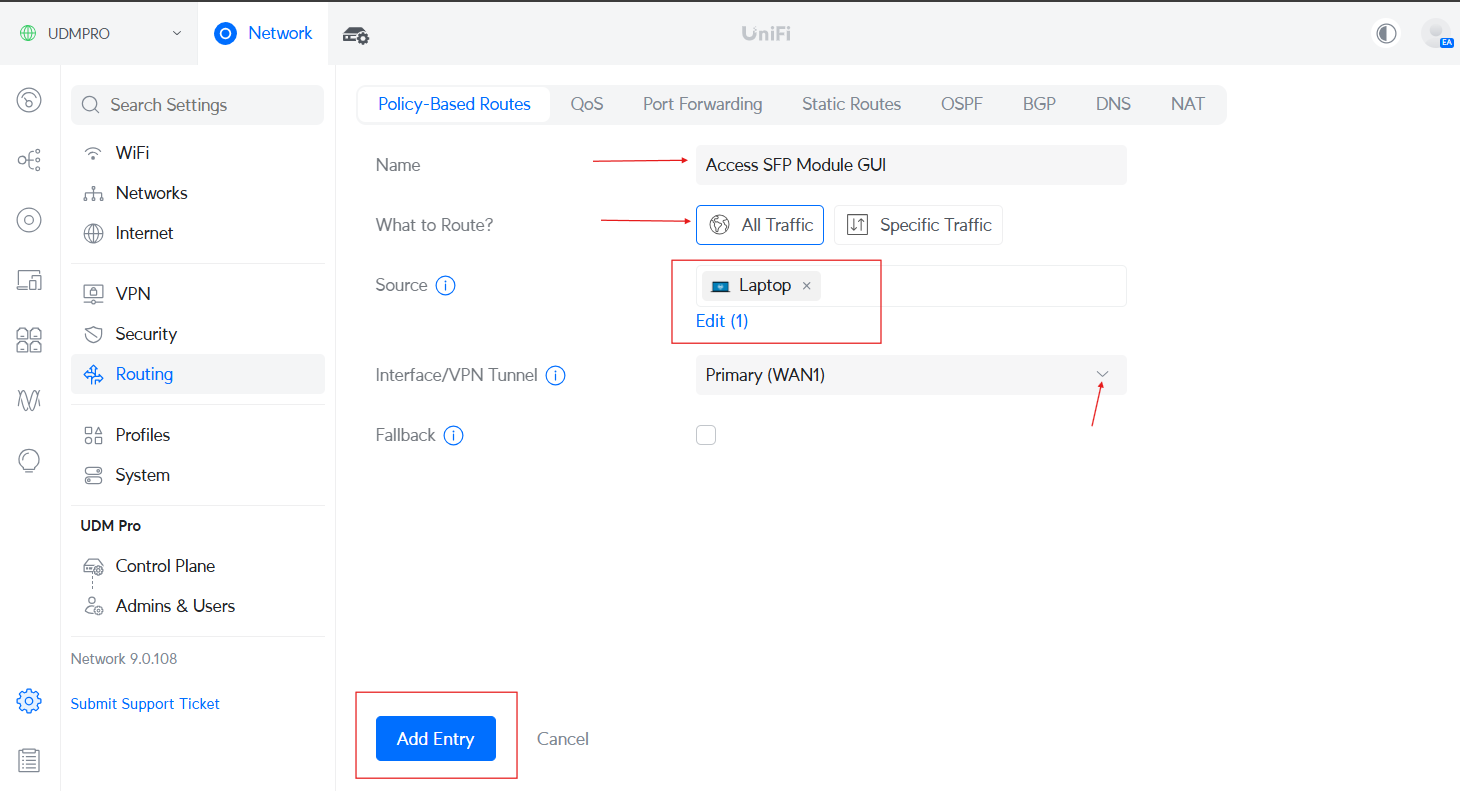 UDMPRO
Network
UniFi
EA
Search Settings
WiFi
Networks
Internet
VPN
Security
Routing
Profiles
System
UDM Pro
Control Plane
Admins & Users
Network 9.0.108
Submit Support Ticket
Policy-Based Routes QoS Port Forwarding Static Routes OSPF BGP DNS NAT
Name Access SFP Module GUI
What to Route? All Traffic Specific Traffic
Source Laptop ×
Edit (1)
Interface/VPN Tunnel Primary (WAN1)
Fallback
Add Entry Cancel